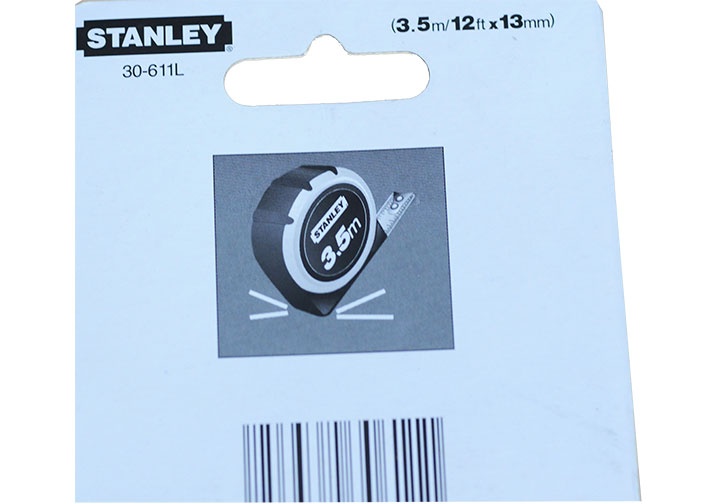 STANLEY®
(3.5m/12ft x 13mm)
30-611L
STANLEY
3.5m